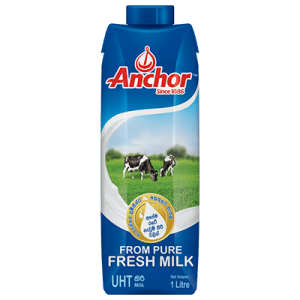 Anchor
Since 1886
FROM PURE
FRESH MILK
UHT කිරි
Milk
Net Volume:
1 Litre